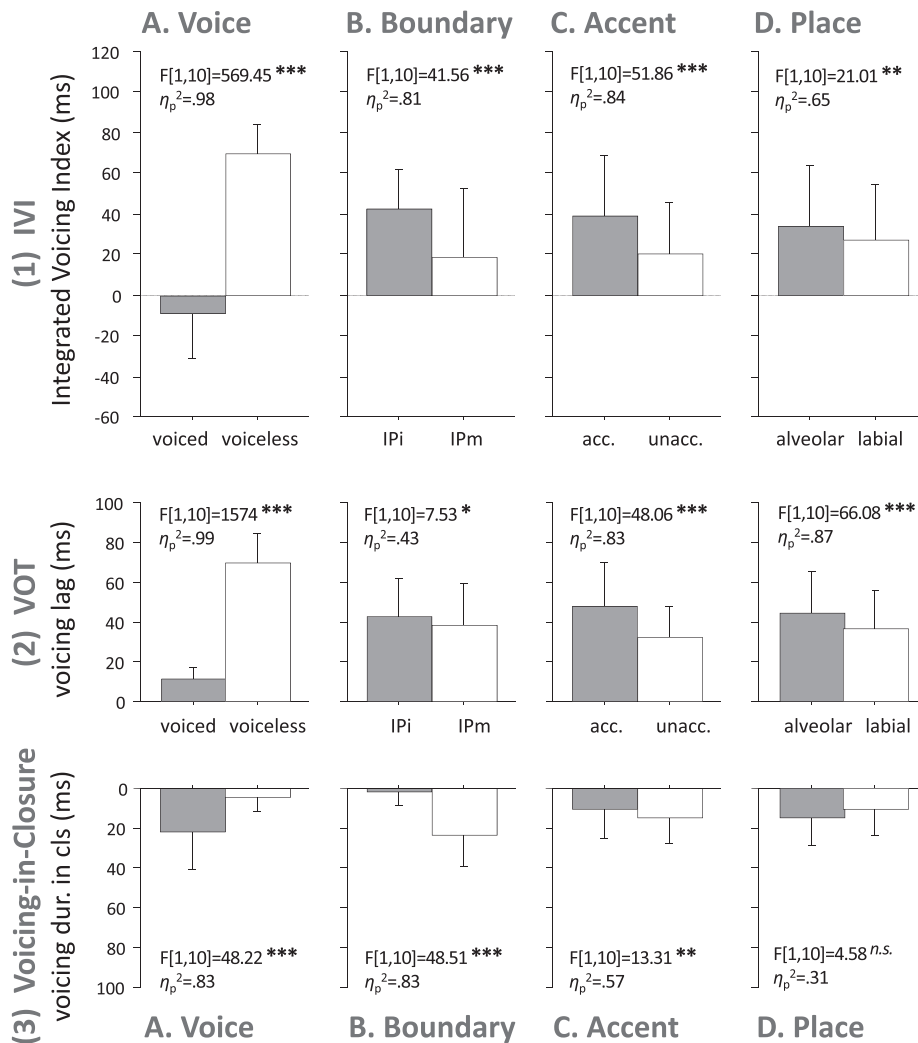 A. Voice B. Boundary C. Accent D. Place
(1) IVI
Integrated Voicing Index (ms)
120
100
80
60
40
20
0
-20
-40
-60
F[1,10]=569.45 ***
ηp²=.98
voiced voiceless
F[1,10]=41.56 ***
ηp²=.81
IPi IPm
F[1,10]=51.86 ***
ηp²=.84
acc. unacc.
F[1,10]=21.01 **
ηp²=.65
alveolar labial
(2) VOT
voicing lag (ms)
100
80
60
40
20
0
F[1,10]=1574 ***
ηp²=.99
voiced voiceless
F[1,10]=7.53 *
ηp²=.43
IPi IPm
F[1,10]=48.06 ***
ηp²=.83
acc. unacc.
F[1,10]=66.08 ***
ηp²=.87
alveolar labial
(3) Voicing-in-Closure
voicing dur. in cls (ms)
0
20
40
60
80
100
F[1,10]=48.22 ***
ηp²=.83
F[1,10]=48.51 ***
ηp²=.83
F[1,10]=13.31 **
ηp²=.57
F[1,10]=4.58 n.s.
ηp²=.31
A. Voice B. Boundary C. Accent D. Place